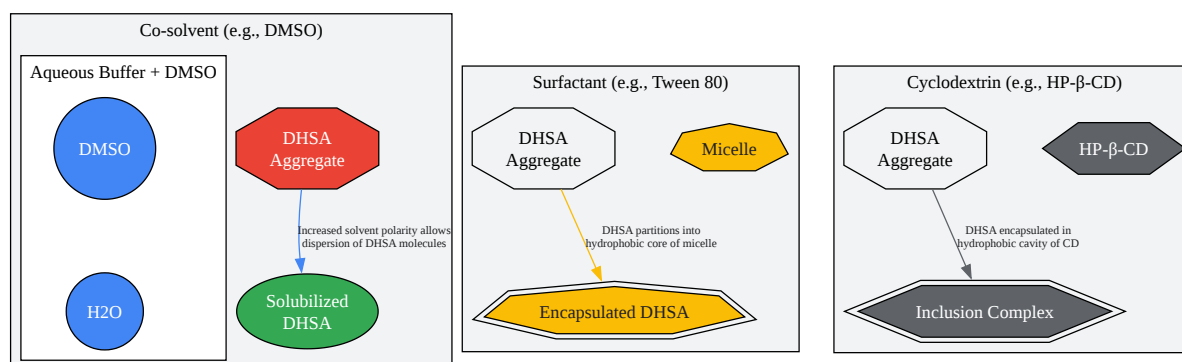 Co-solvent (e.g., DMSO)
Aqueous Buffer + DMSO
DMSO
H2O
DHSA
Aggregate
Increased solvent polarity allows
dispersion of DHSA molecules
Solubilized
DHSA
Surfactant (e.g., Tween 80)
DHSA
Aggregate
Micelle
DHSA partitions into
hydrophobic core of micelle
Encapsulated DHSA
Cyclodextrin (e.g., HP-β-CD)
DHSA
Aggregate
HP-β-CD
DHSA encapsulated in
hydrophobic cavity of CD
Inclusion Complex